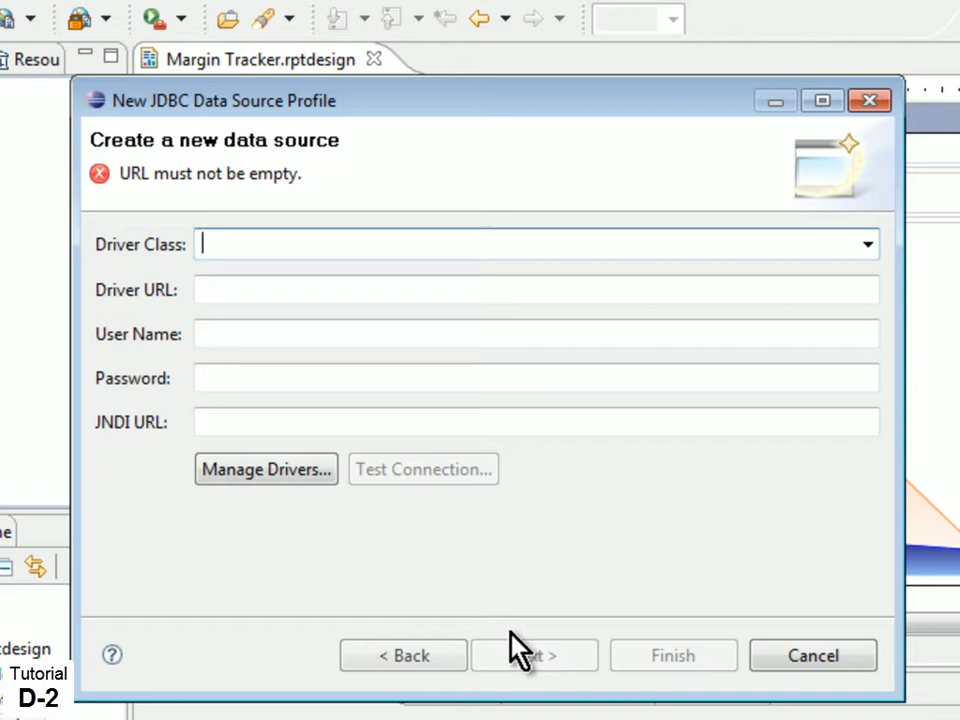 Resou
Margin Tracker.rptdesign
New JDBC Data Source Profile
Create a new data source
URL must not be empty.
Driver Class:
Driver URL:
User Name:
Password:
JNDI URL:
Manage Drivers... Test Connection...
< Back >
Finish
Cancel
Tutorial
D-2